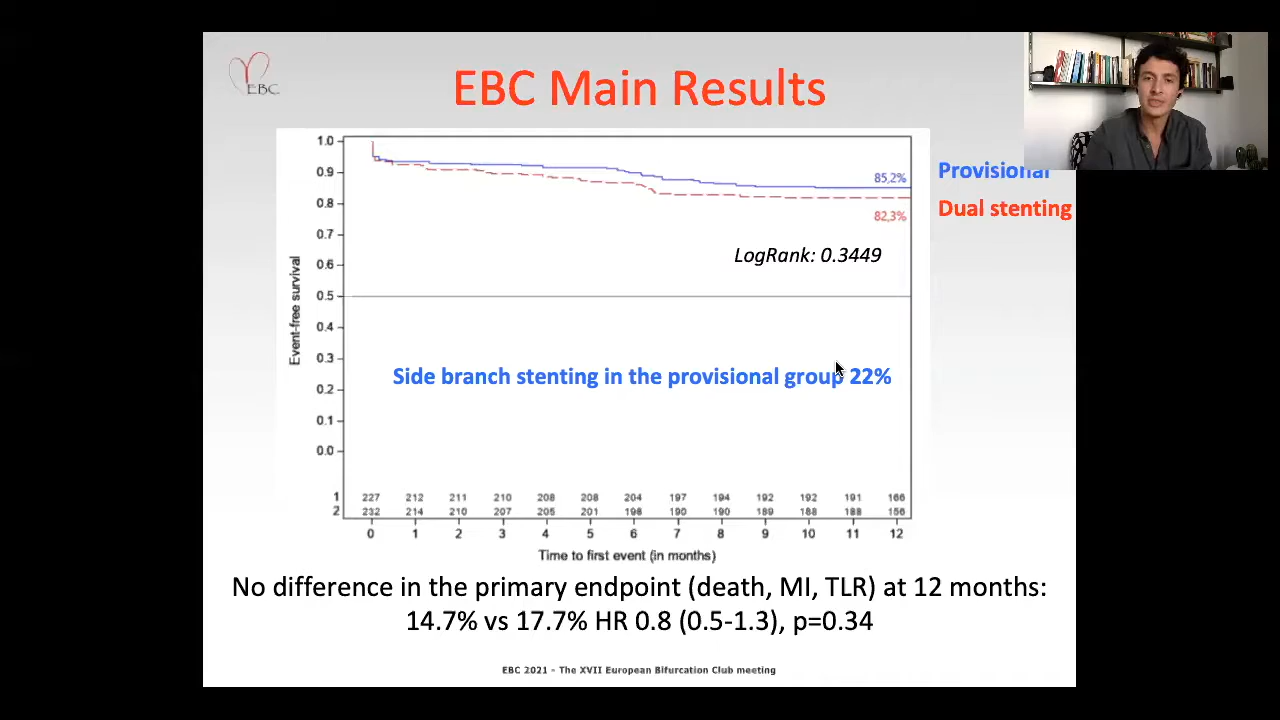 EBC
EBC Main Results
Provisional
Dual stenting
1.0
0.9
0.8
0.7
0.6
0.5
0.4
0.3
0.2
0.1
0.0
Event-free survival
85,2%
82,3%
LogRank: 0.3449
Side branch stenting in the provisional group 22%
1 227 212 211 210 208 208 204 197 194 192 192 191 166
2 232 214 210 207 205 201 198 190 190 189 188 188 156
0 1 2 3 4 5 6 7 8 9 10 11 12
Time to first event (in months)
No difference in the primary endpoint (death, MI, TLR) at 12 months:
14.7% vs 17.7% HR 0.8 (0.5-1.3), p=0.34
EBC 2021 - The XVII European Bifurcation Club meeting